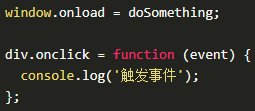 window.onload = doSomething;
div.onclick = function (event) {
console.log('触发事件');
};